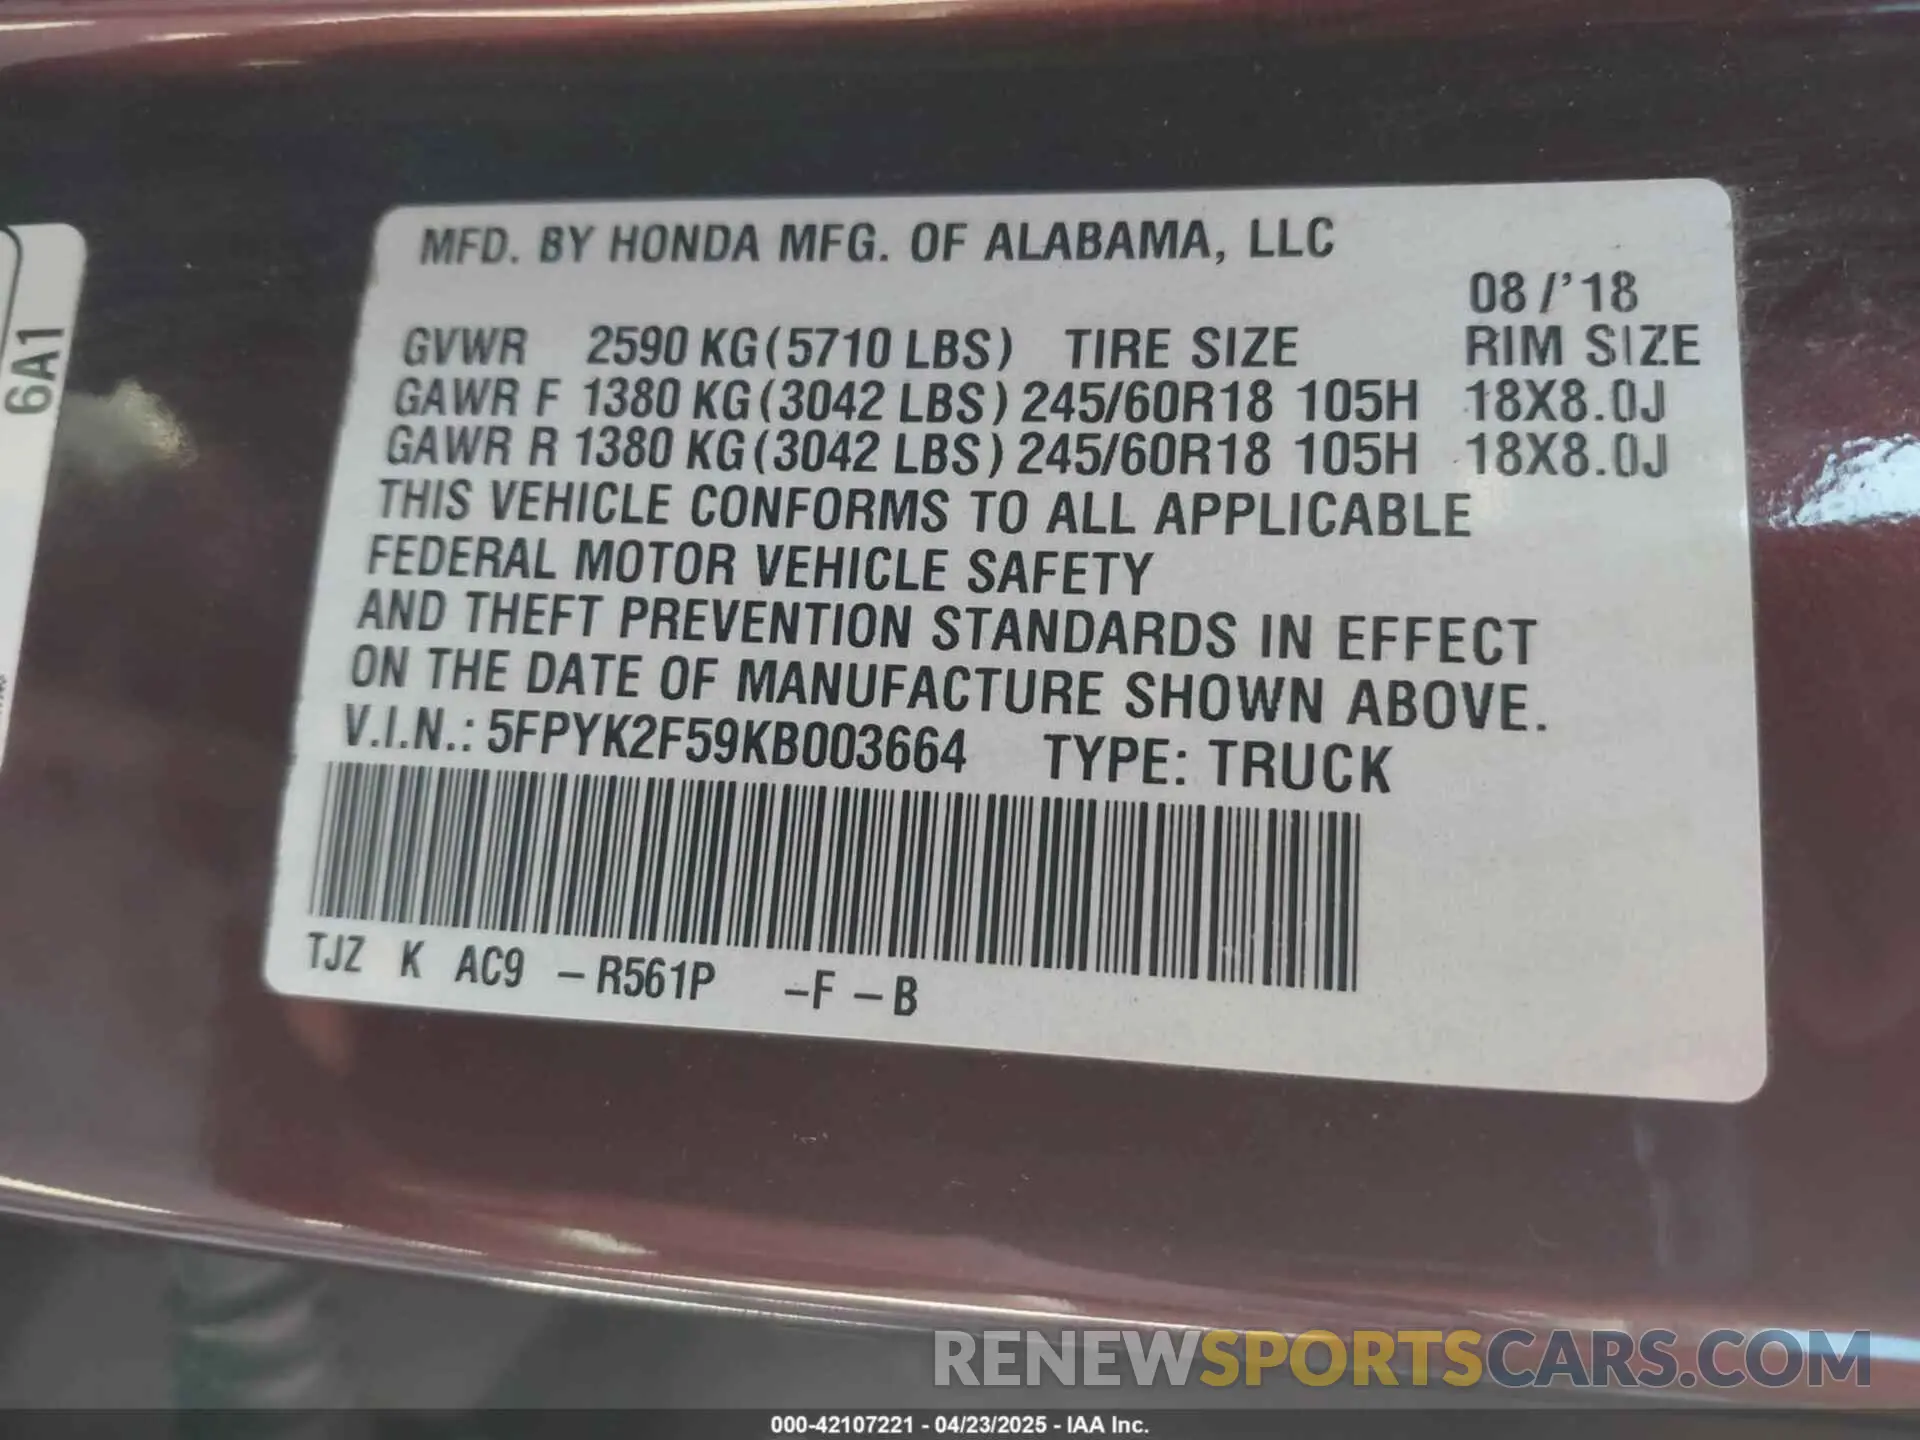 MFD. BY HONDA MFG. OF ALABAMA, LLC
08 /'18
GVWR 2590 KG (5710 LBS) TIRE SIZE RIM SIZE
GAWR F 1380 KG (3042 LBS) 245/60R18 105H 18X8.0J
GAWR R 1380 KG (3042 LBS) 245/60R18 105H 18X8.0J
THIS VEHICLE CONFORMS TO ALL APPLICABLE
FEDERAL MOTOR VEHICLE SAFETY
AND THEFT PREVENTION STANDARDS IN EFFECT
ON THE DATE OF MANUFACTURE SHOWN ABOVE.
V.I.N.: 5FPYK2F59KB003664 TYPE: TRUCK
TJZ K AC9 – R561P –F – B
6A1
RENEWSPORTSCARS.COM
000-42107221 - 04/23/2025 - IAA Inc.